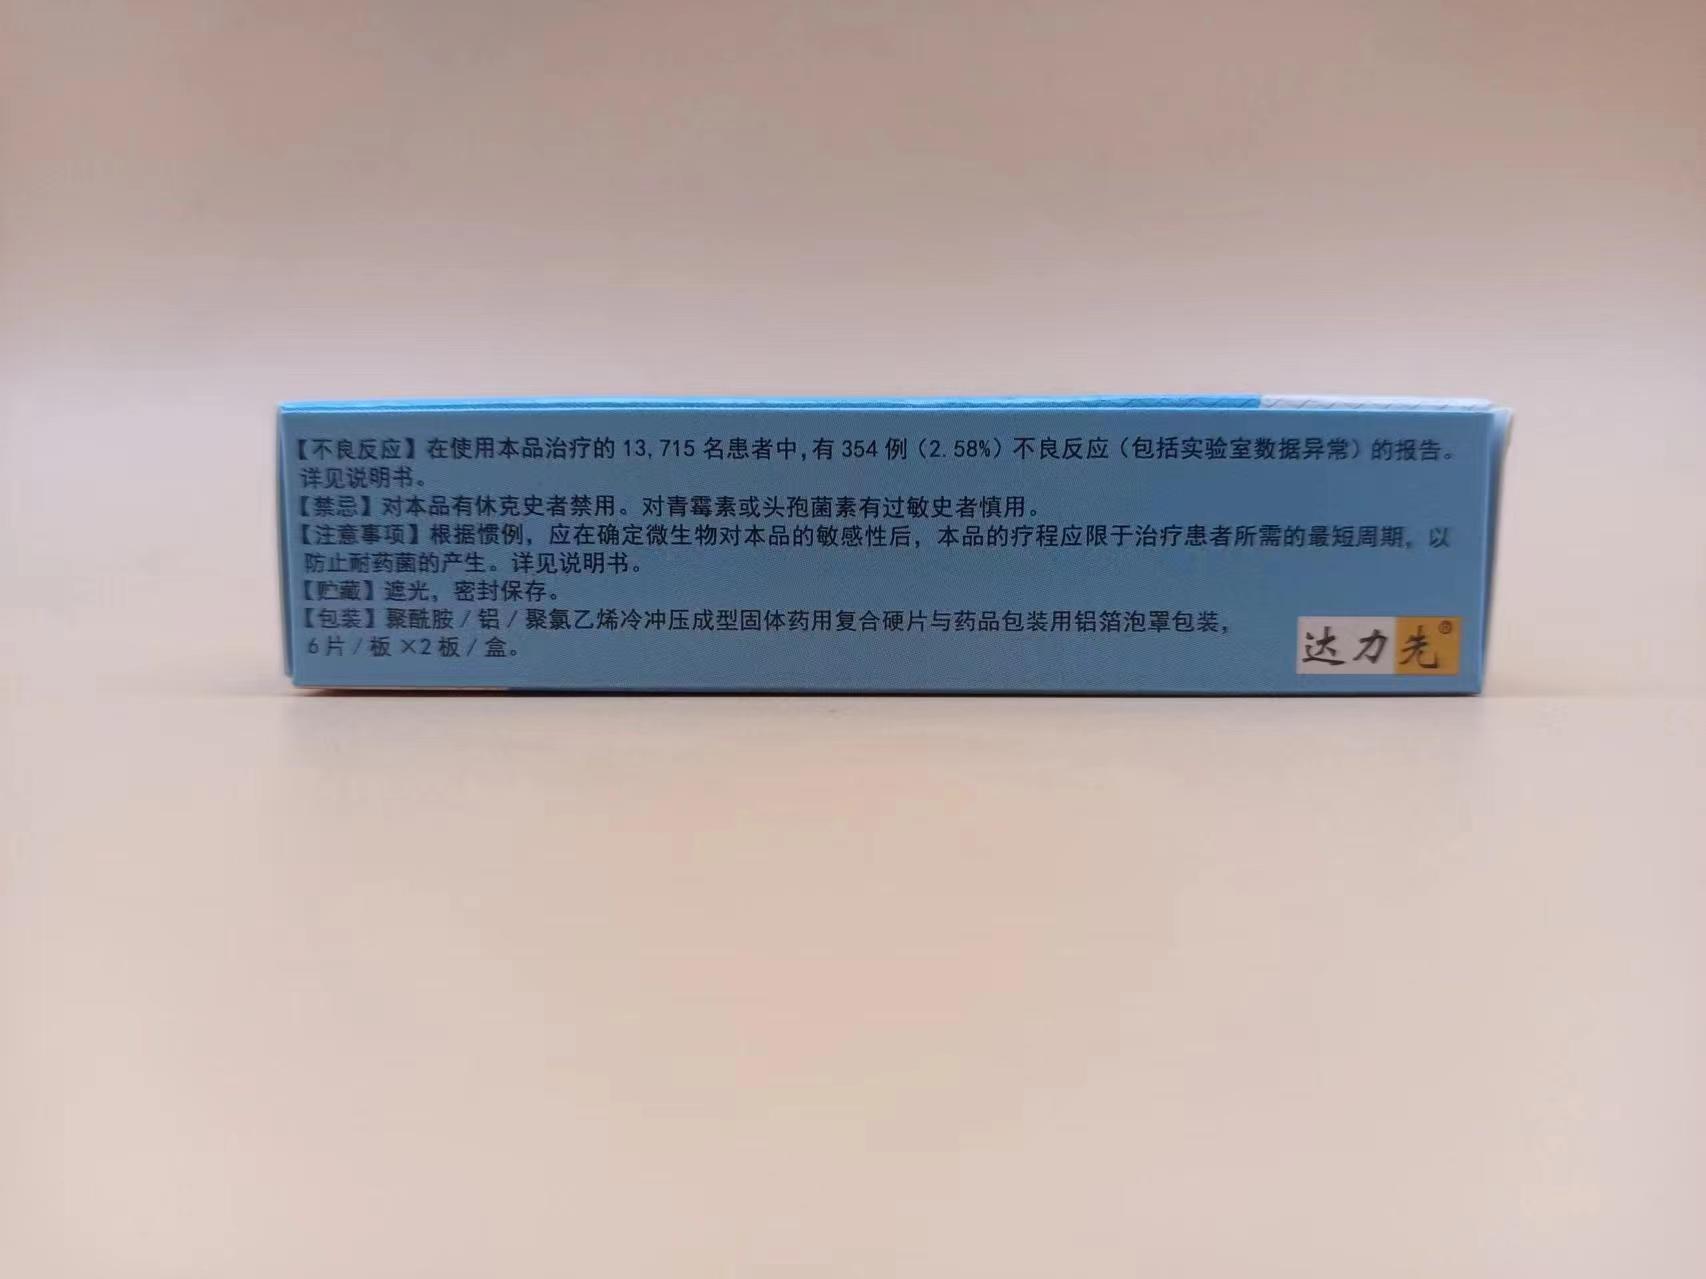 【不良反应】在使用本品治疗的13,715名患者中,有354例（2.58%）不良反应（包括实验室数据异常）的报告。
详见说明书。
【禁忌】对本品有休克史者禁用。对青霉素或头孢菌素有过敏史者慎用。
【注意事项】根据惯例，应在确定微生物对本品的敏感性后，本品的疗程应限于治疗患者所需的最短周期，以
防止耐药菌的产生。详见说明书。
【贮藏】遮光，密封保存。
【包装】聚酰胺/铝/聚氯乙烯冷冲压成型固体药用复合硬片与药品包装用铝箔泡罩包装，
6片/板×2板/盒。
达力先®